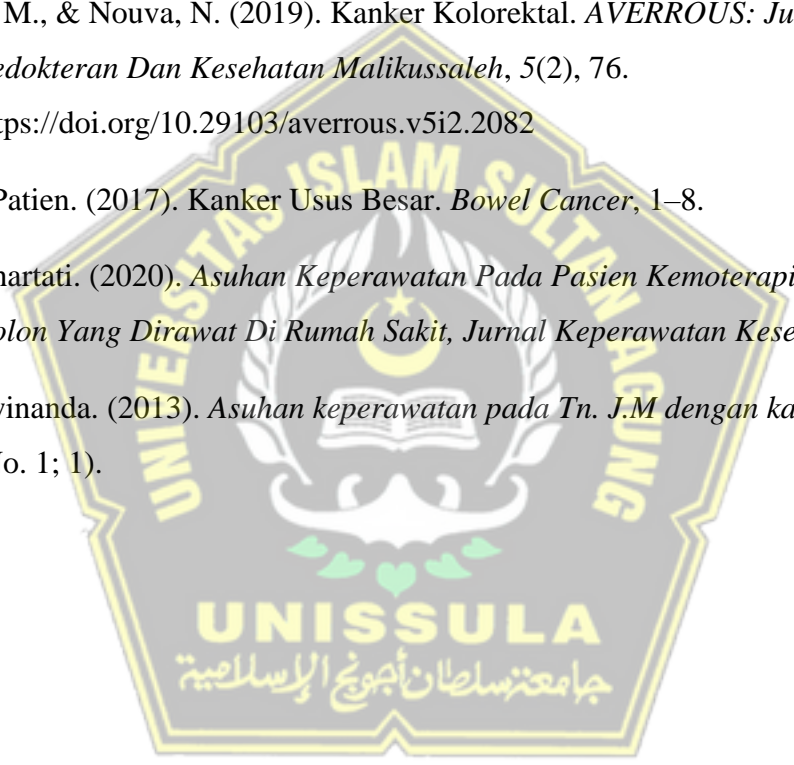 M., & Nouva, N. (2019). Kanker Kolorektal. AVERROUS: Ju
edokteran Dan Kesehatan Malikussaleh, 5(2), 76.
tps://doi.org/10.29103/averrous.v5i2.2082
Patien. (2017). Kanker Usus Besar. Bowel Cancer, 1–8.
hartati. (2020). Asuhan Keperawatan Pada Pasien Kemoterapi
olon Yang Dirawat Di Rumah Sakit, Jurnal Keperawatan Kese
vinanda. (2013). Asuhan keperawatan pada Tn. J.M dengan ka
o. 1; 1).
UNIVERSITAS ISLAM SULTAN AGUNG
UNISSULA
جامعة سلطان أجونج الإسلامية